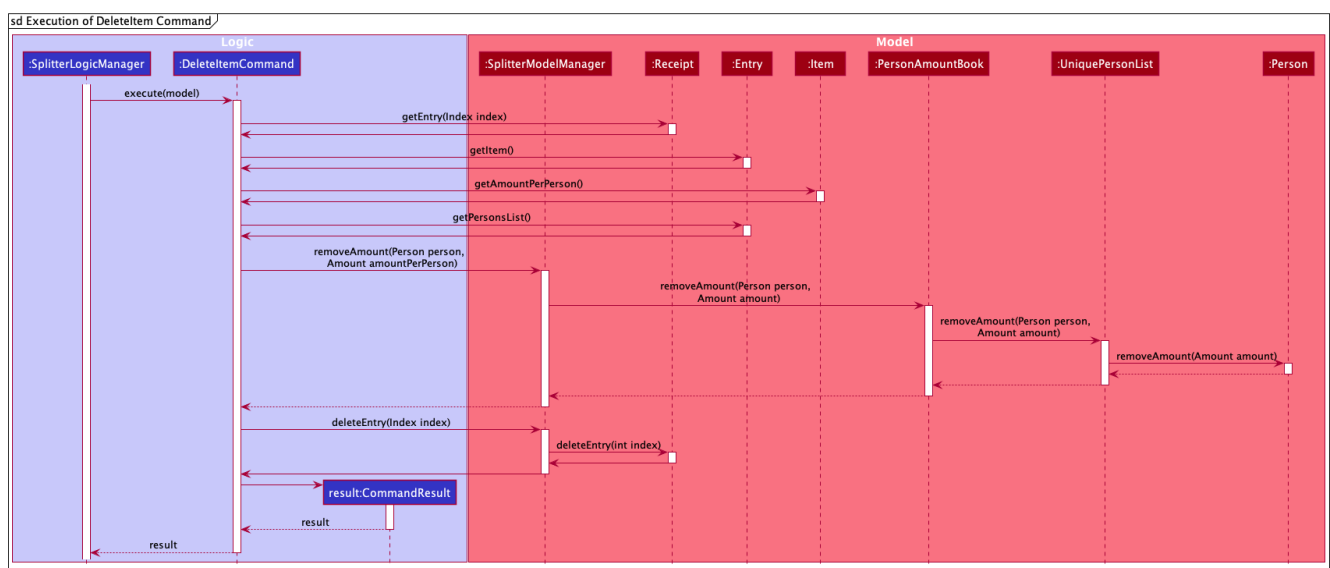 sd Execution of DeleteItem Command
Logic
Model
:SplitterLogicManager
:DeleteItemCommand
:SplitterModelManager
:Receipt
:Entry
:Item
:PersonAmountBook
:UniquePersonList
:Person
execute(model)
getEntry(Index index)
getItem()
getAmountPerPerson()
getPersonsList()
removeAmount(Person person,
Amount amountPerPerson)
removeAmount(Person person,
Amount amount)
removeAmount(Person person,
Amount amount)
removeAmount(Amount amount)
deleteEntry(Index index)
deleteEntry(int index)
result:CommandResult
result
result